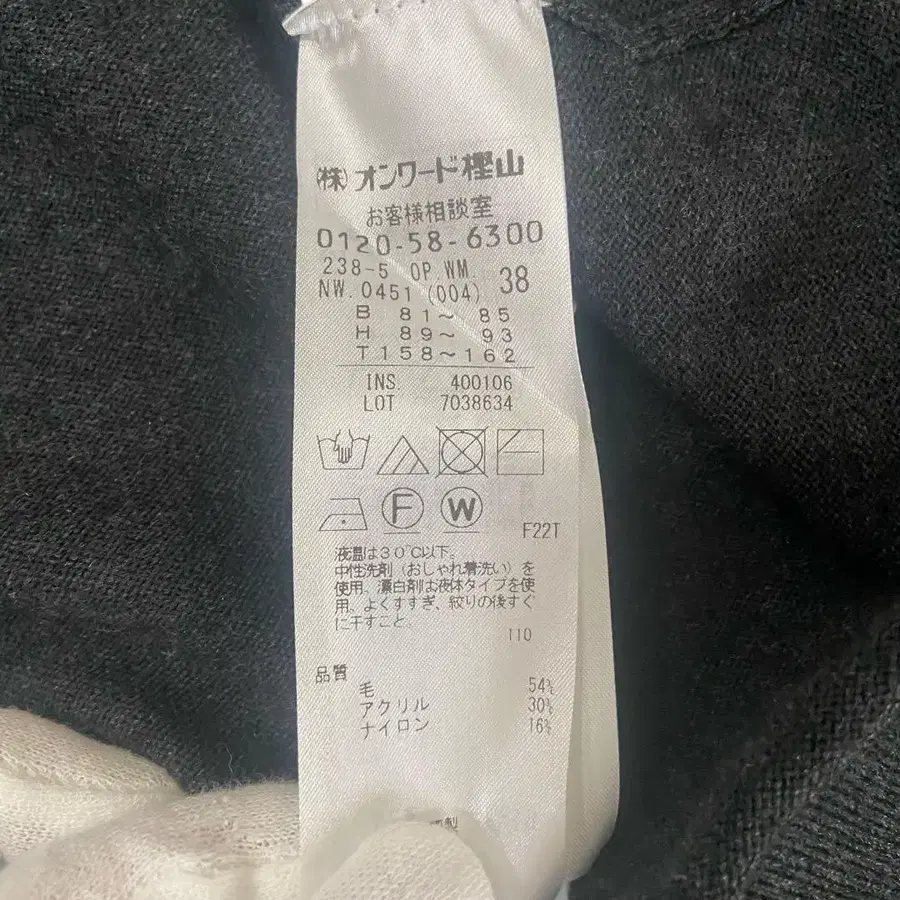 (株)オンワード樫山
お客様相談室
0120-58-6300
238-5 OP.WM. 38
NW.0451 (004)
B 81〜 85
H 89〜 93
T158〜162
INS. 400106
LOT 7038634
F W
F22T
液温は30℃以下。
中性洗剤(おしゃれ着洗い)を
使用、漂白剤は液体タイプを使
用、よくすすぎ、絞りの後すぐ
に干すこと。
110
品質
毛 54%
アクリル 30%
ナイロン 16%
製